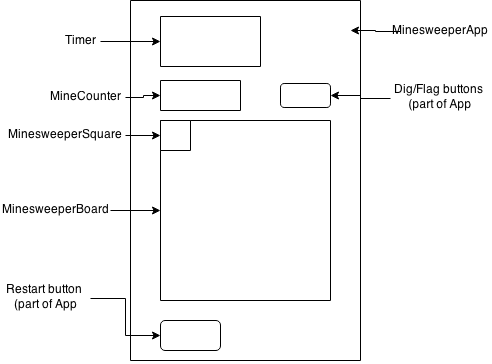 MinesweeperApp
Timer
Dig/Flag buttons
(part of App
MineCounter
MinesweeperSquare
MinesweeperBoard
Restart button
(part of App